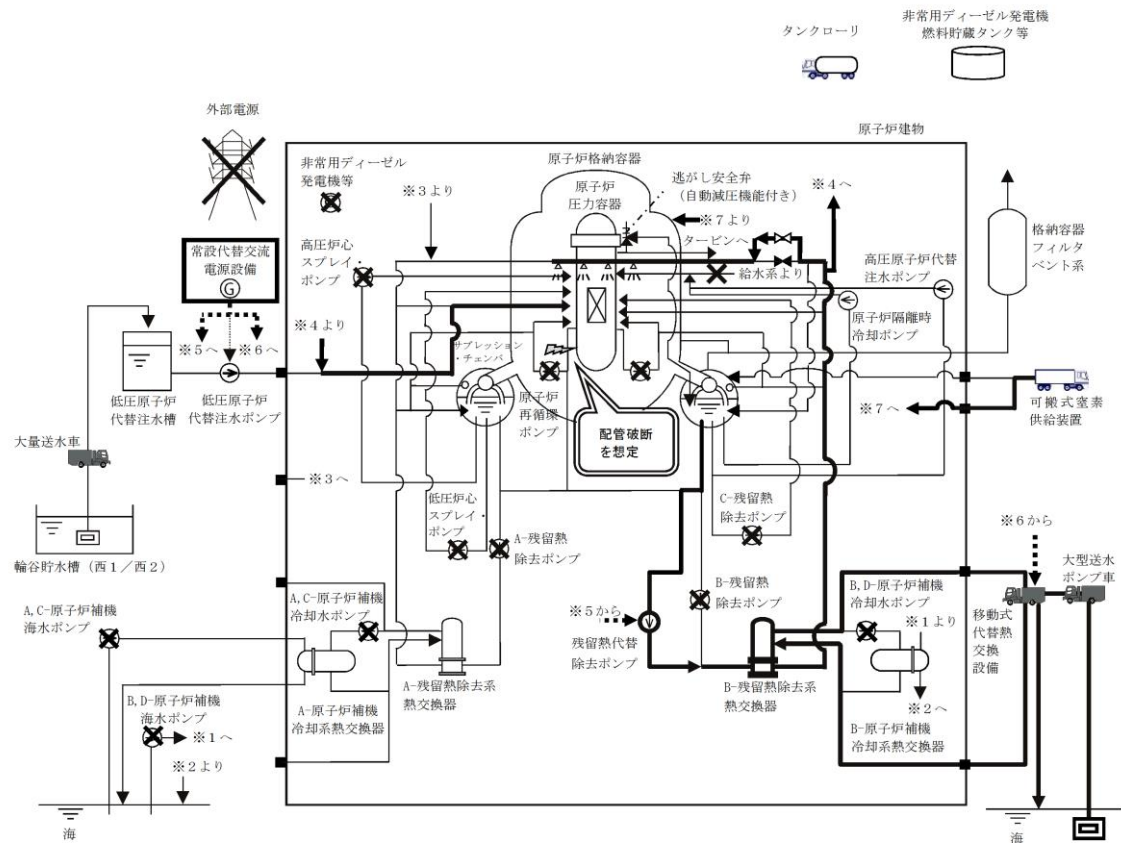 タンクローリ
非常用ディーゼル発電機
燃料貯蔵タンク等
外部電源
原子炉建物
非常用ディーゼル
発電機等
原子炉格納容器
原子炉
圧力容器
逃がし安全弁
(自動減圧機能付き)
※3より
※4へ
※7より
タービンへ
格納容器
フィルタ
ベント系
常設代替交流
電源設備
G
高圧炉心
スプレイ・
ポンプ
給水系より
高圧原子炉代替
注水ポンプ
原子炉隔離時
冷却ポンプ
※4より
※5へ
※6へ
サプレッション
・チェンバ
低圧原子炉
代替注水槽
低圧原子炉
代替注水ポンプ
原子炉
再循環
ポンプ
配管破断
を想定
※7へ
可搬式窒素
供給装置
大量送水車
※3へ
低圧炉心
スプレイ・
ポンプ
A-残留熱
除去ポンプ
C-残留熱
除去ポンプ
※6から
大型送水
ポンプ車
輪谷貯水槽(西1/西2)
A,C-原子炉補機
海水ポンプ
A,C-原子炉補機
冷却水ポンプ
※5から
残留熱代替
除去ポンプ
B-残留熱
除去ポンプ
B,D-原子炉補機
冷却水ポンプ
※1より
移動式
代替熱
交換
設備
A-残留熱除去系
熱交換器
B-残留熱除去系
熱交換器
※2へ
B,D-原子炉補機
海水ポンプ
A-原子炉補機
冷却系熱交換器
B-原子炉補機
冷却系熱交換器
※1へ
※2より
海
海